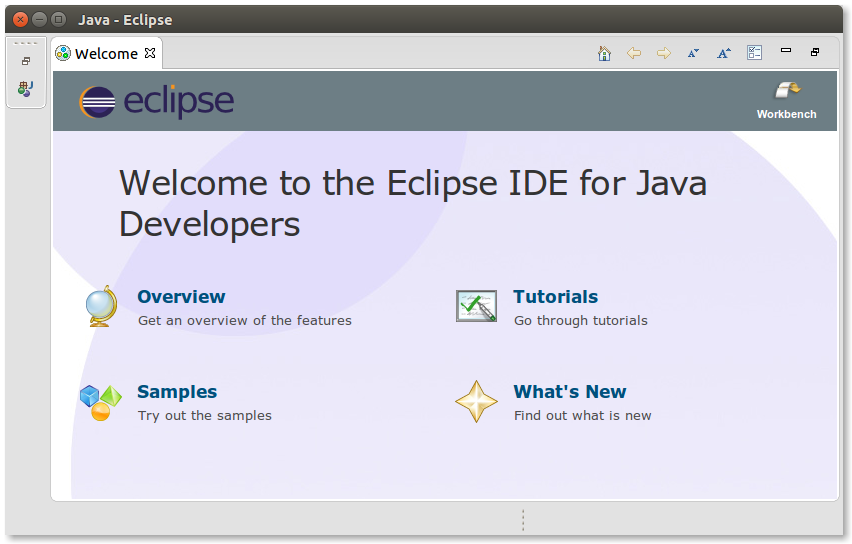 Java - Eclipse
Welcome
eclipse
Workbench
Welcome to the Eclipse IDE for Java
Developers
Overview
Get an overview of the features
Tutorials
Go through tutorials
Samples
Try out the samples
What's New
Find out what is new